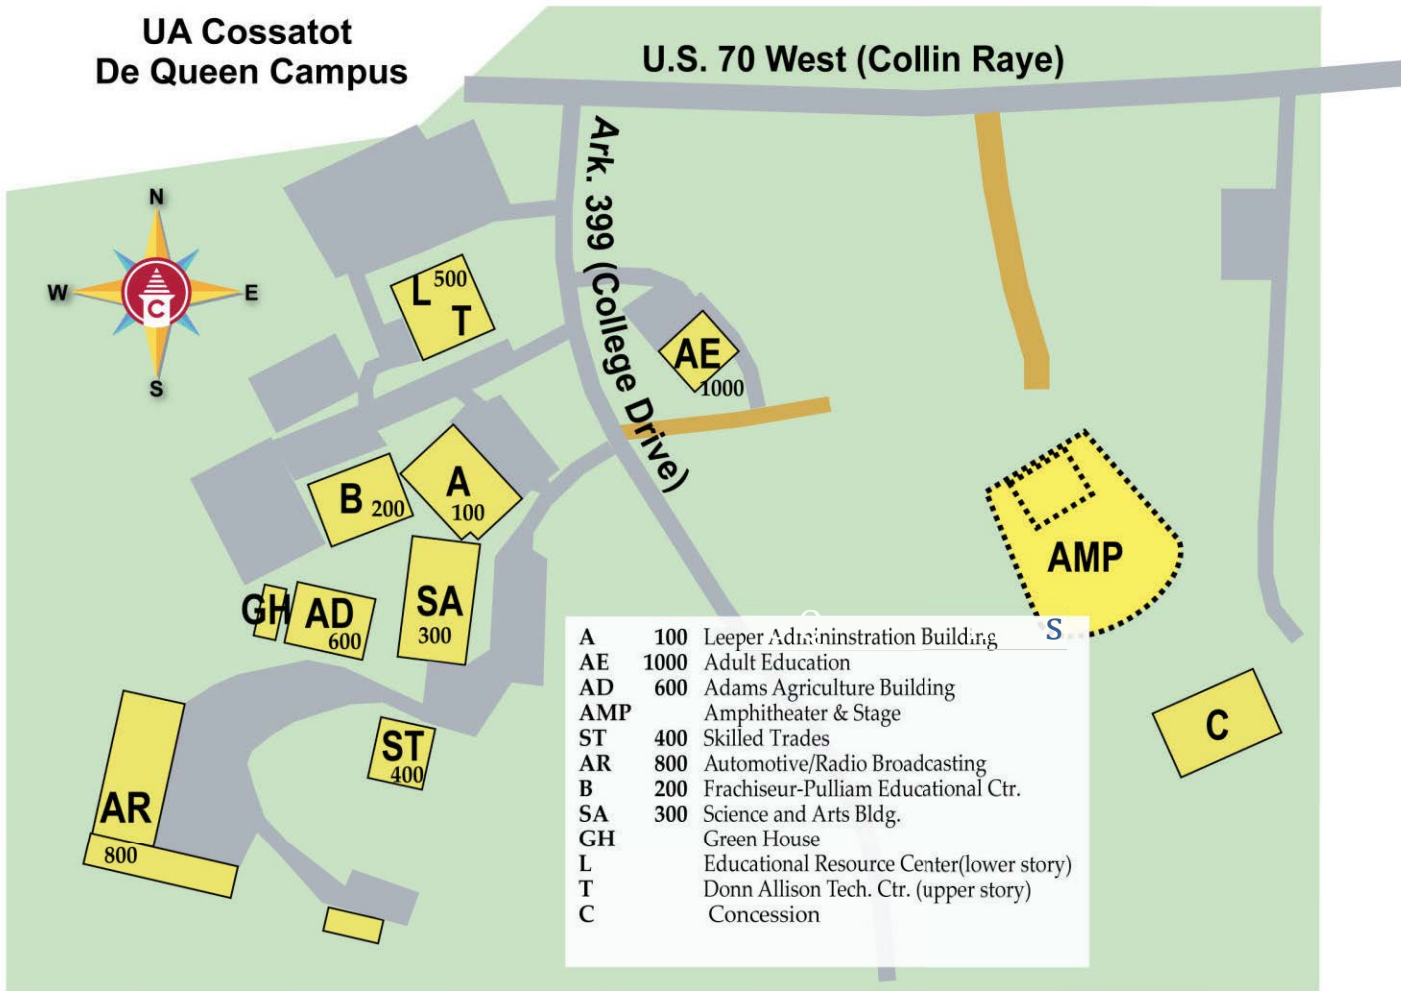 UA Cossatot
De Queen Campus
U.S. 70 West (Collin Raye)
Ark. 399 (College Drive)
N
W
E
S
C
L 500
T
AE
1000
A
100
B 200
SA
300
GH
AD
600
AMP
ST
400
AR
800
C
s
A 100 Leeper Admininstration Building
AE 1000 Adult Education
AD 600 Adams Agriculture Building
AMP Amphitheater & Stage
ST 400 Skilled Trades
AR 800 Automotive/Radio Broadcasting
B 200 Frachiseur-Pulliam Educational Ctr.
SA 300 Science and Arts Bldg.
GH Green House
L Educational Resource Center(lower story)
T Donn Allison Tech. Ctr. (upper story)
C Concession